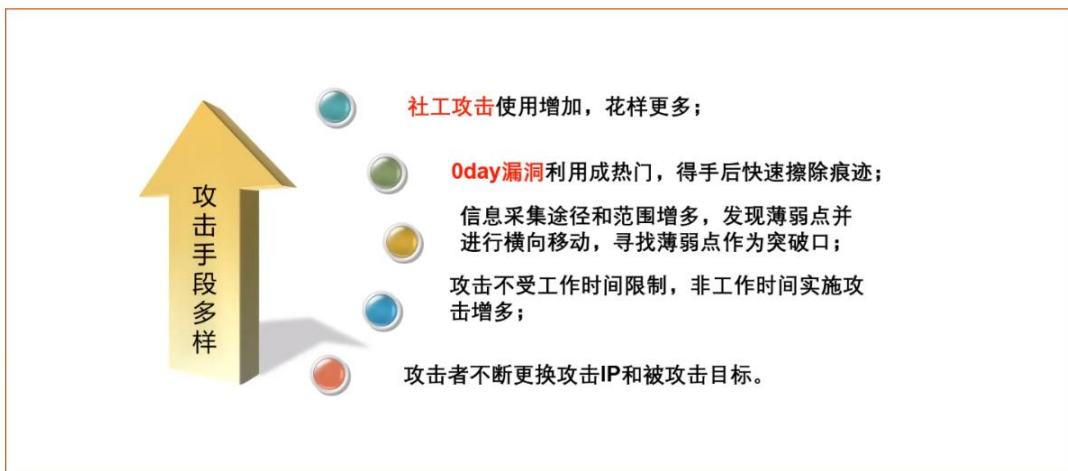 攻击手段多样
社工攻击使用增加，花样更多；
0day漏洞利用成热门，得手后快速擦除痕迹；
信息采集途径和范围增多，发现薄弱点并
进行横向移动，寻找薄弱点作为突破口；
攻击不受工作时间限制，非工作时间实施攻
击增多；
攻击者不断更换攻击IP和被攻击目标。